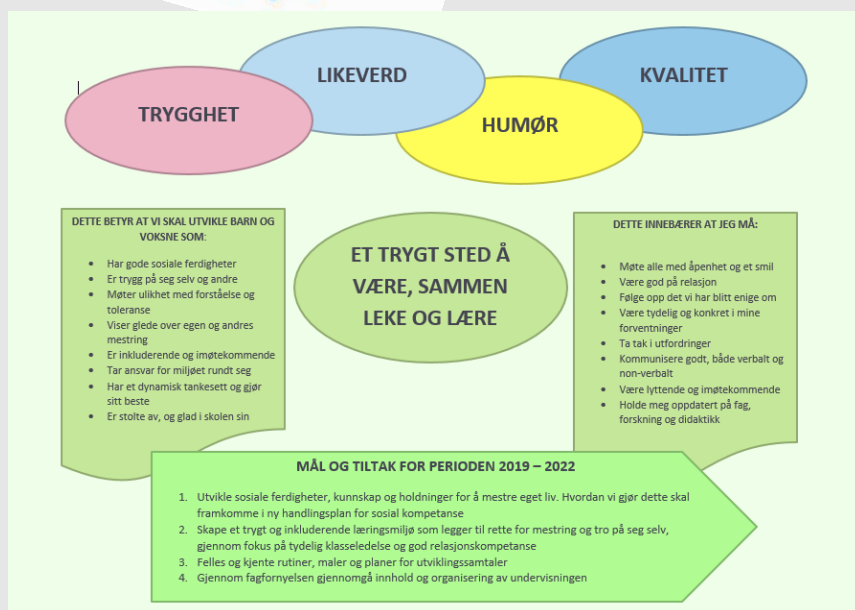 TRYGGHET
LIKEVERD
HUMØR
KVALITET
DETTE BETYR AT VI SKAL UTVIKLE BARN OG
VOKSNE SOM:
• Har gode sosiale ferdigheter
• Er trygg på seg selv og andre
• Møter ulikhet med forståelse og
toleranse
• Viser glede over egen og andres
mestring
• Er inkluderende og imøtekommende
• Tar ansvar for miljøet rundt seg
• Har et dynamisk tankesett og gjør
sitt beste
• Er stolte av, og glad i skolen sin
ET TRYGT STED Å
VÆRE, SAMMEN
LEKE OG LÆRE
DETTE INNEBÆRER AT JEG MÅ:
• Møte alle med åpenhet og et smil
• Være god på relasjon
• Følge opp det vi har blitt enige om
• Være tydelig og konkret i mine
forventninger
• Ta tak i utfordringer
• Kommunisere godt, både verbalt og
non-verbalt
• Være lyttende og imøtekommende
• Holde meg oppdatert på fag,
forskning og didaktikk
MÅL OG TILTAK FOR PERIODEN 2019 – 2022
1. Utvikle sosiale ferdigheter, kunnskap og holdninger for å mestre eget liv. Hvordan vi gjør dette skal
framkomme i ny handlingsplan for sosial kompetanse
2. Skape et trygt og inkluderende læringsmiljø som legger til rette for mestring og tro på seg selv,
gjennom fokus på tydelig klasseledelse og god relasjonskompetanse
3. Felles og kjente rutiner, maler og planer for utviklingssamtaler
4. Gjennom fagfornyelsen gjennomgå innhold og organisering av undervisningen